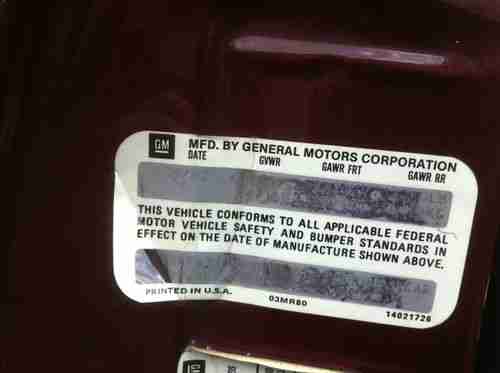 GM MFD. BY GENERAL MOTORS CORPORATION
DATE GVWR GAWR FRT GAWR RR
THIS VEHICLE CONFORMS TO ALL APPLICABLE FEDERAL
MOTOR VEHICLE SAFETY AND BUMPER STANDARDS IN
EFFECT ON THE DATE OF MANUFACTURE SHOWN ABOVE.
PRINTED IN U.S.A. 03MR80 14021726
GM